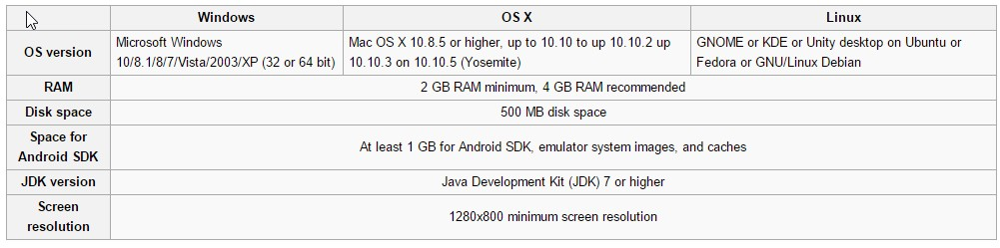 Windows OS X Linux
OS version
Microsoft Windows
10/8.1/8/7/Vista/2003/XP (32 or 64 bit)
Mac OS X 10.8.5 or higher, up to 10.10 to up 10.10.2 up
10.10.3 on 10.10.5 (Yosemite)
GNOME or KDE or Unity desktop on Ubuntu or
Fedora or GNU/Linux Debian
RAM
2 GB RAM minimum, 4 GB RAM recommended
Disk space
500 MB disk space
Space for
Android SDK
At least 1 GB for Android SDK, emulator system images, and caches
JDK version
Java Development Kit (JDK) 7 or higher
Screen
resolution
1280x800 minimum screen resolution